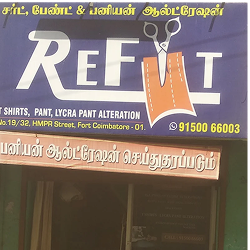 சர்ட், பேண்ட் & பனியன் ஆல்ட்ரேஷன்
REFIT
T SHIRTS, PANT, LYCRA PANT ALTERATION
No.19/32, HMPR Street, Fort Coimbatore - 01.
91500 66003
பனியன் ஆல்ட்ரேஷன் செய்துதரப்படும்